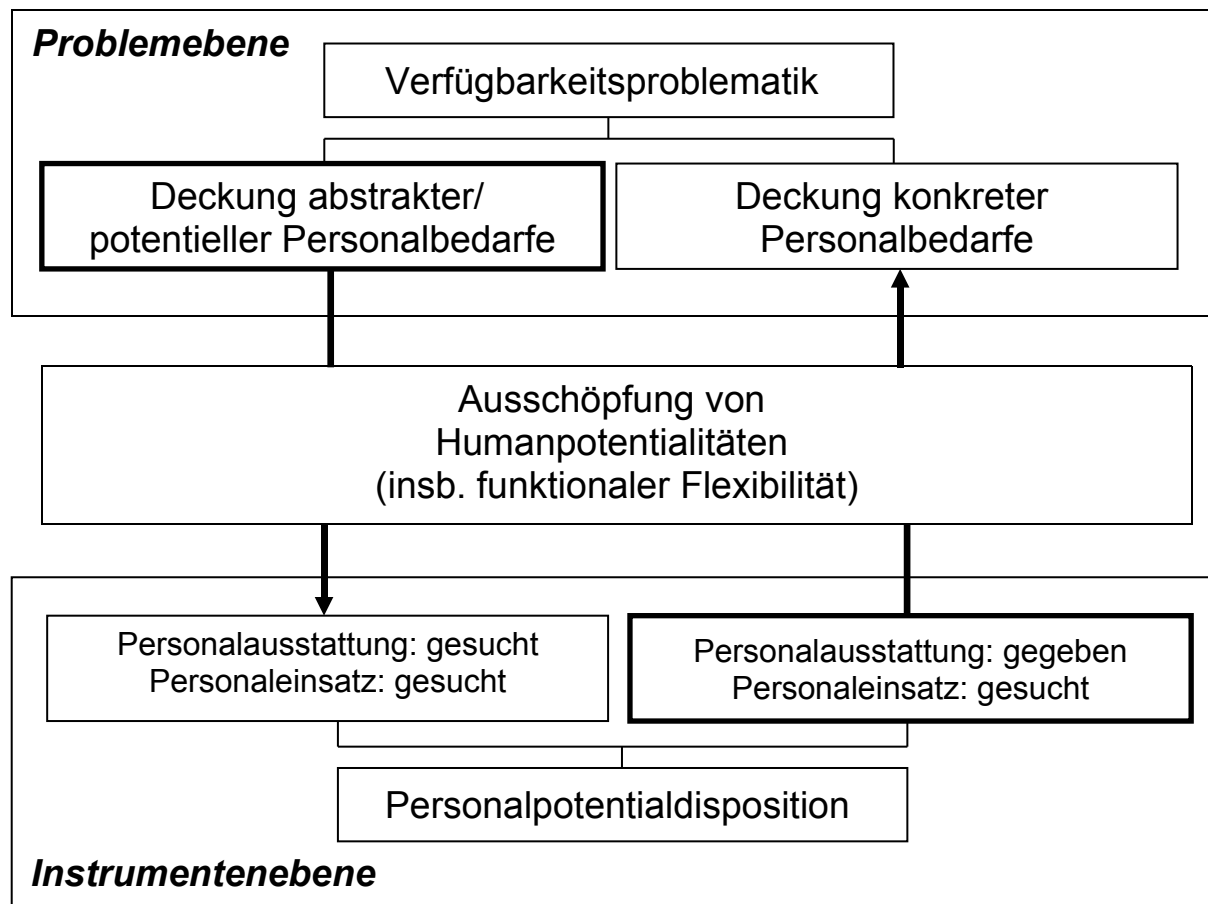 Problemebene
Verfügbarkeitsproblematik
Deckung abstrakter/
potentieller Personalbedarfe
Deckung konkreter
Personalbedarfe
Ausschöpfung von
Humanpotentialitäten
(insb. funktionaler Flexibilität)
Personalausstattung: gesucht
Personaleinsatz: gesucht
Personalausstattung: gegeben
Personaleinsatz: gesucht
Personalpotentialdisposition
Instrumentenebene